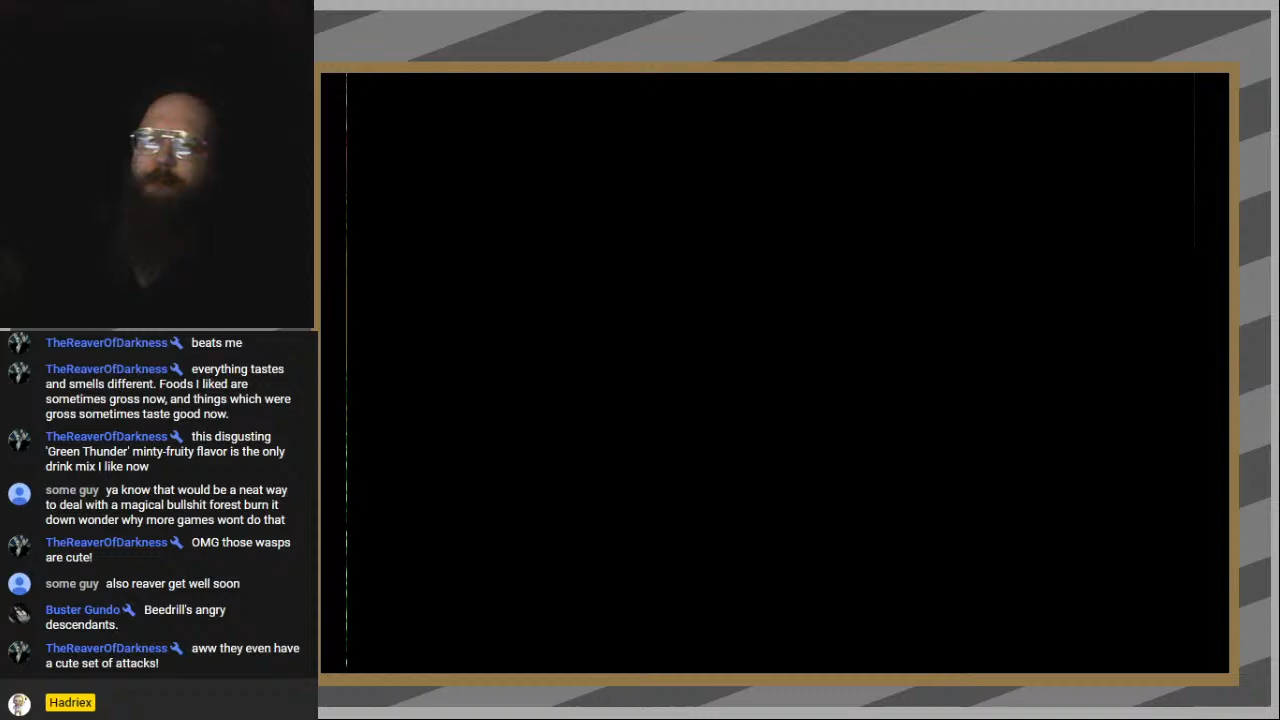 TheReaverOfDarkness beats me
TheReaverOfDarkness everything tastes
and smells different. Foods I liked are
sometimes gross now, and things which were
gross sometimes taste good now.
TheReaverOfDarkness this disgusting
'Green Thunder' minty-fruity flavor is the only
drink mix I like now
some guy ya know that would be a neat way
to deal with a magical bullshit forest burn it
down wonder why more games wont do that
TheReaverOfDarkness OMG those wasps
are cute!
some guy also reaver get well soon
Buster Gundo Beedrill's angry
descendants.
TheReaverOfDarkness aww they even have
a cute set of attacks!
Hadriex